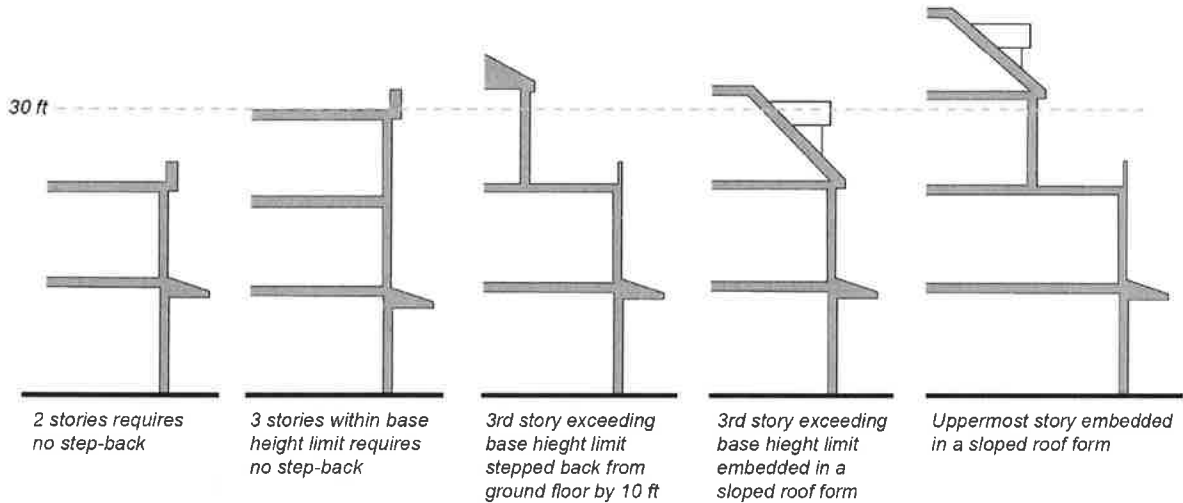 30 ft
2 stories requires
no step-back
3 stories within base
height limit requires
no step-back
3rd story exceeding
base hieght limit
stepped back from
ground floor by 10 ft
3rd story exceeding
base hieght limit
embedded in a
sloped roof form
Uppermost story embedded
in a sloped roof form